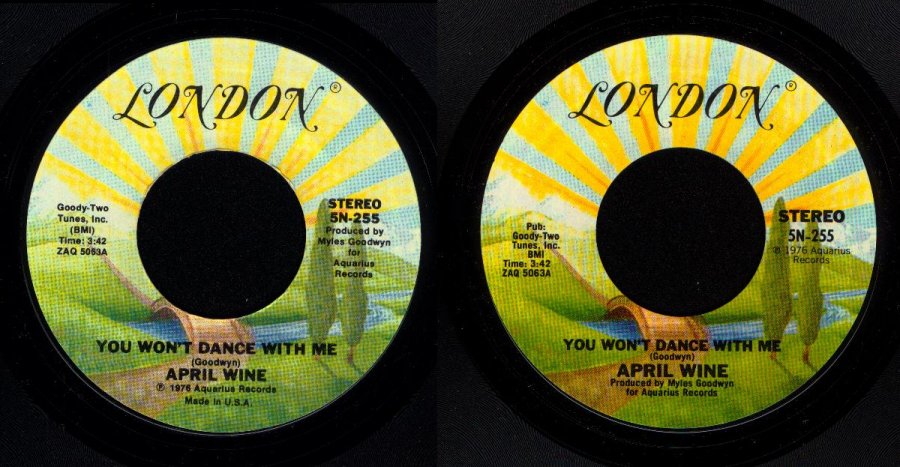 LONDON®
Goody-Two
Tunes, Inc.
(BMI)
Time: 3:42
ZAQ 5063A
STEREO
5N-255
Produced by
Myles Goodwyn
for
Aquarius
Records
YOU WON'T DANCE WITH ME
(Goodwyn)
APRIL WINE
℗ 1976 Aquarius Records
Made in U.S.A.
LONDON®
Pub:
Goody-Two
Tunes, Inc.
BMI
Time: 3:42
ZAQ 5063A
STEREO
5N-255
℗ 1976 Aquarius
Records
YOU WON'T DANCE WITH ME
(Goodwyn)
APRIL WINE
Produced by Myles Goodwyn
for Aquarius Records